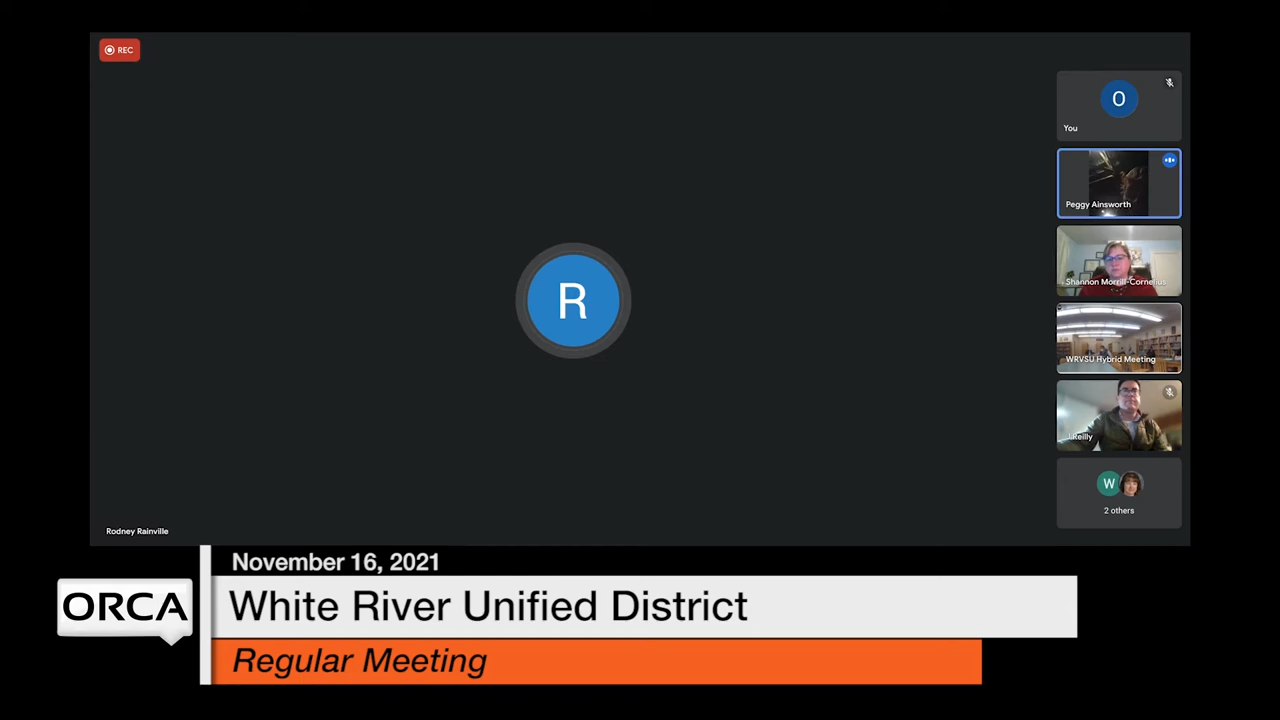 REC
O
You
Peggy Ainsworth
Shannon Morrill-Cornelius
WRVSU Hybrid Meeting
J Reilly
W
2 others
R
Rodney Rainville
November 16, 2021
ORCA
White River Unified District
Regular Meeting